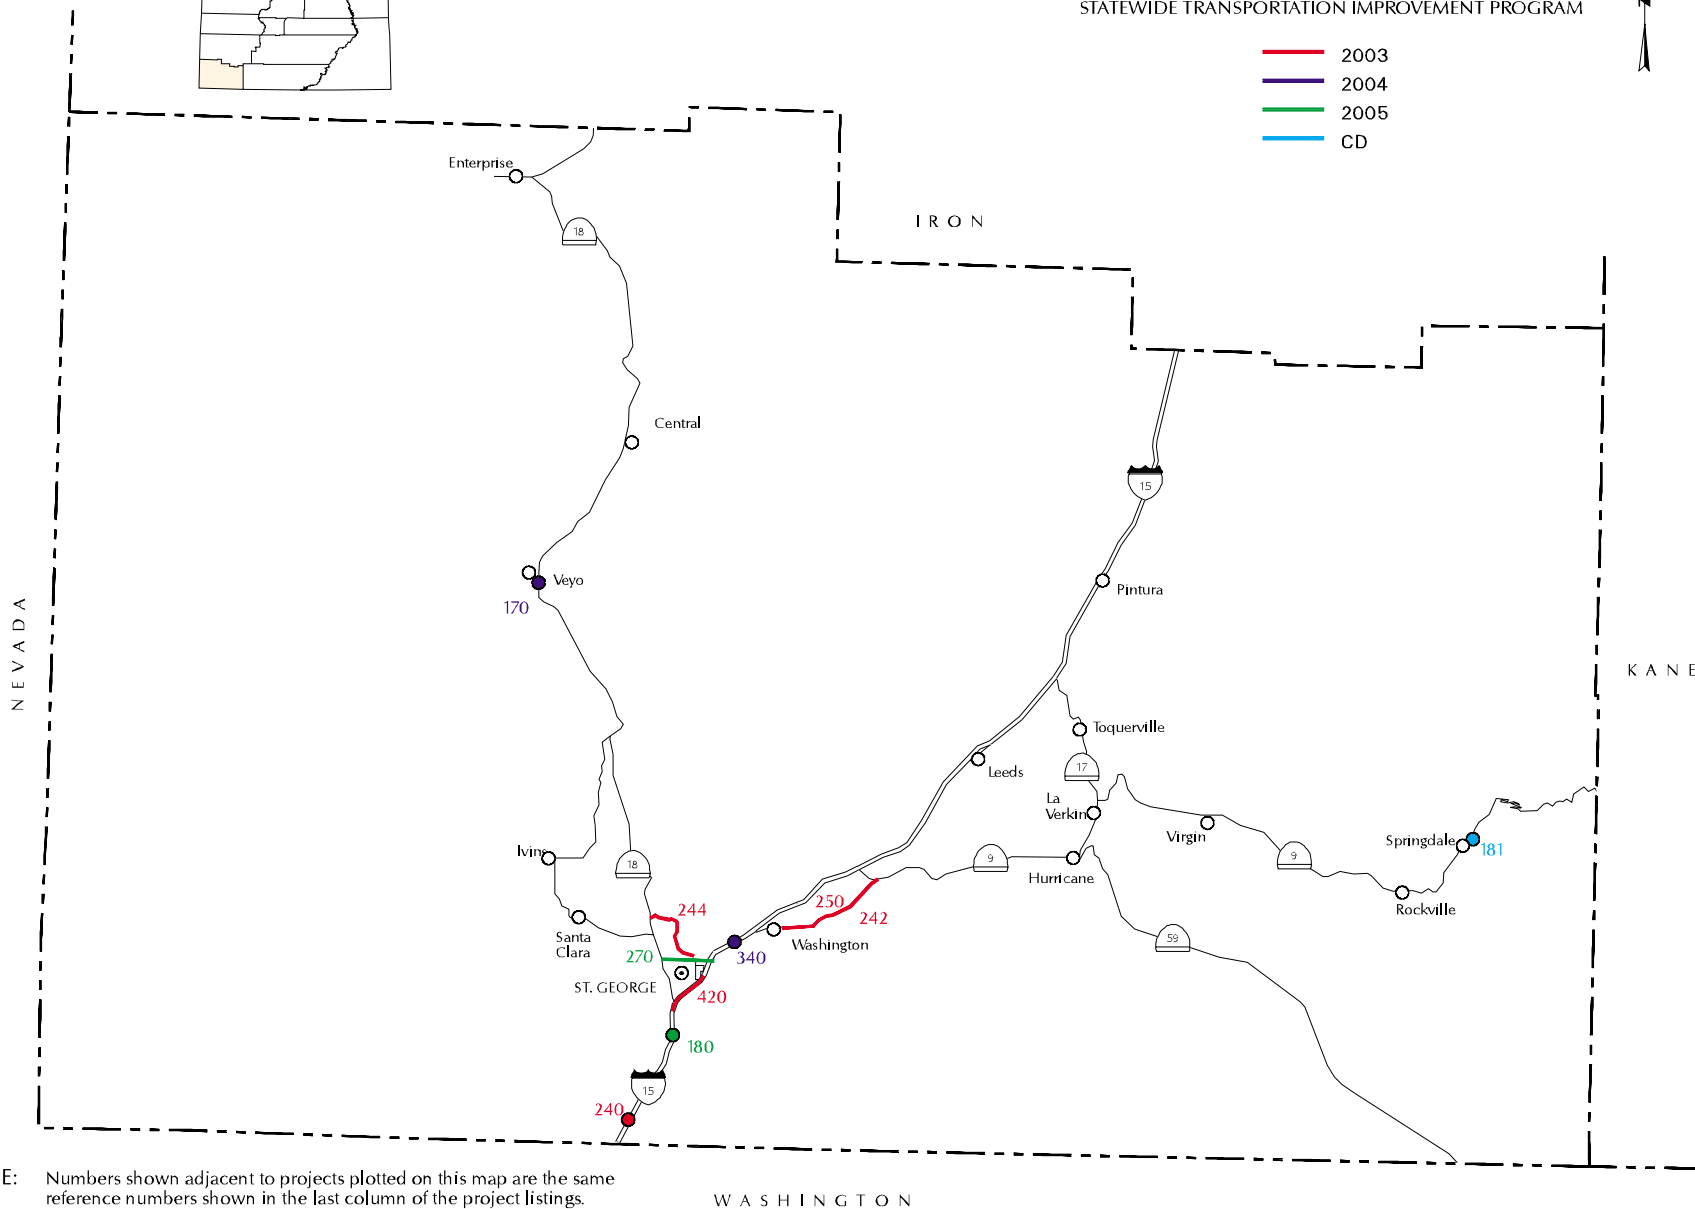 STATEWIDE TRANSPORTATION IMPROVEMENT PROGRAM
2003
2004
2005
CD
Enterprise
18
IRON
Central
15
Veyo
170
Pintura
NEVADA
KANE
Toquerville
Leeds
17
La
Verkin
Virgin
Springdale
181
Ivins
18
9
9
Hurricane
Rockville
244
250
242
Santa
Clara
Washington
59
270
340
ST. GEORGE
420
180
15
240
E: Numbers shown adjacent to projects plotted on this map are the same
reference numbers shown in the last column of the project listings.
WASHINGTON